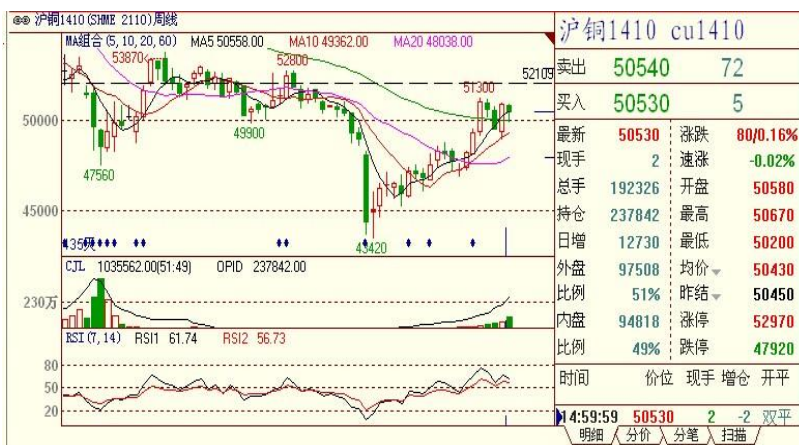 沪铜1410(SHME 2110)周线
MA组合(5,10,20,60) MA5 50558.00 MA10 49362.00 MA20 48038.00
53870
52800
52109
51300
50000
49900
47560
45000
43420
435天
CJL 1035562.00(51:49) OPID 237842.00
230万
RSI(7,14) RSI1 61.74 RSI2 56.73
80
50
20
沪铜1410 cu1410
卖出 50540 72
买入 50530 5
最新 50530 涨跌 80/0.16%
现手 2 速涨 -0.02%
总手 192326 开盘 50580
持仓 237842 最高 50670
日增 12730 最低 50200
外盘 97508 均价 50430
比例 51% 昨结 50450
内盘 94818 涨停 52970
比例 49% 跌停 47920
时间 价位 现手 增仓 开平
14:59:59 50530 2 -2 双平
明细 分价 分笔 扫描